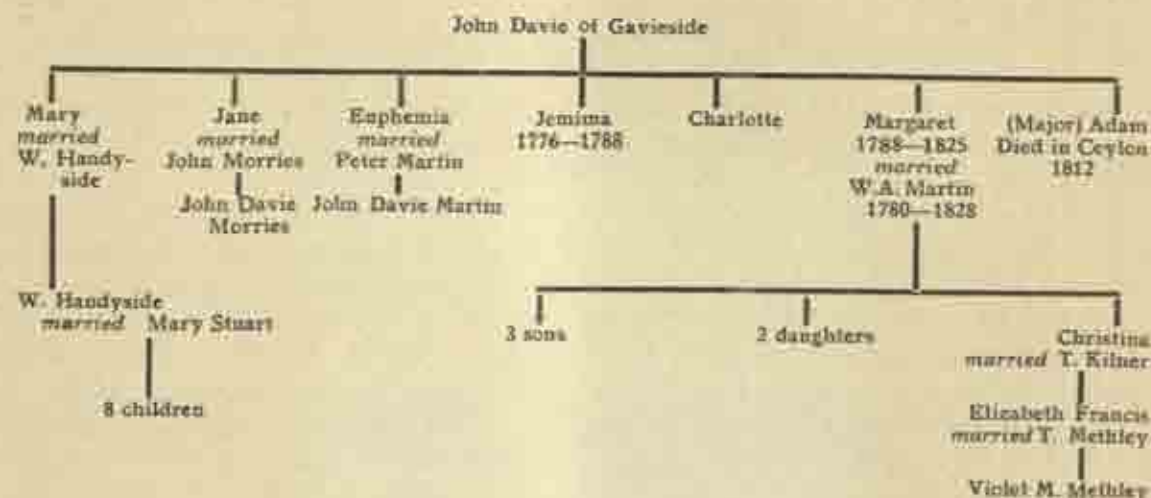 John Davie of Gavieside
Mary
married
W. Handy-
side
Jane
married
John Morries
John Davie
Morries
Euphemia
married
Peter Martin
John Davie Martin
Jemima
1776—1788
Charlotte
Margaret
1788—1825
married
W.A. Martin
1780—1828
(Major) Adam
Died in Ceylon
1812
W. Handyside
married Mary Stuart
8 children
3 sons
2 daughters
Christina
married T. Kilner
Elizabeth Francis
married T. Methley
Violet M. Methley